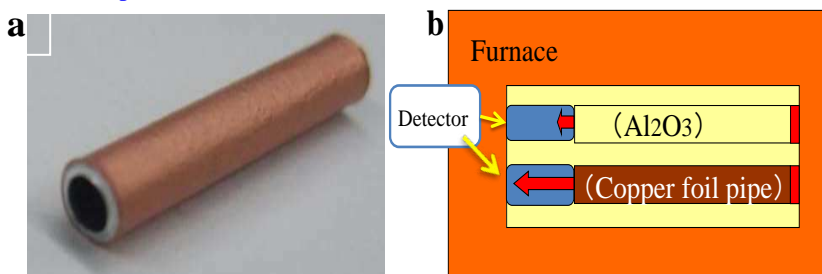 a
b
Furnace
Detector
(Al2O3)
(Copper foil pipe)